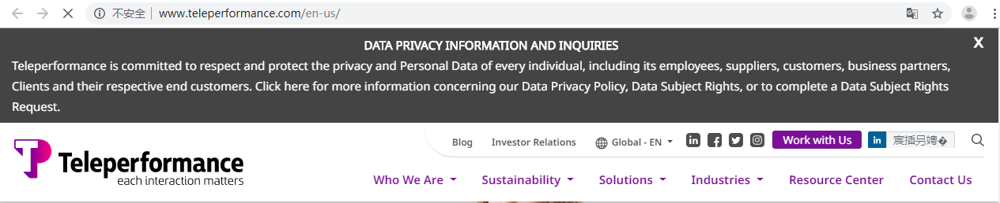 不安全 www.teleperformance.com/en-us/
DATA PRIVACY INFORMATION AND INQUIRIES X
Teleperformance is committed to respect and protect the privacy and Personal Data of every individual, including its employees, suppliers, customers, business partners,
Clients and their respective end customers. Click here for more information concerning our Data Privacy Policy, Data Subject Rights, or to complete a Data Subject Rights
Request.
Blog Investor Relations Global - EN Work with Us in
TP Teleperformance
each interaction matters
Who We Are Sustainability Solutions Industries Resource Center Contact Us